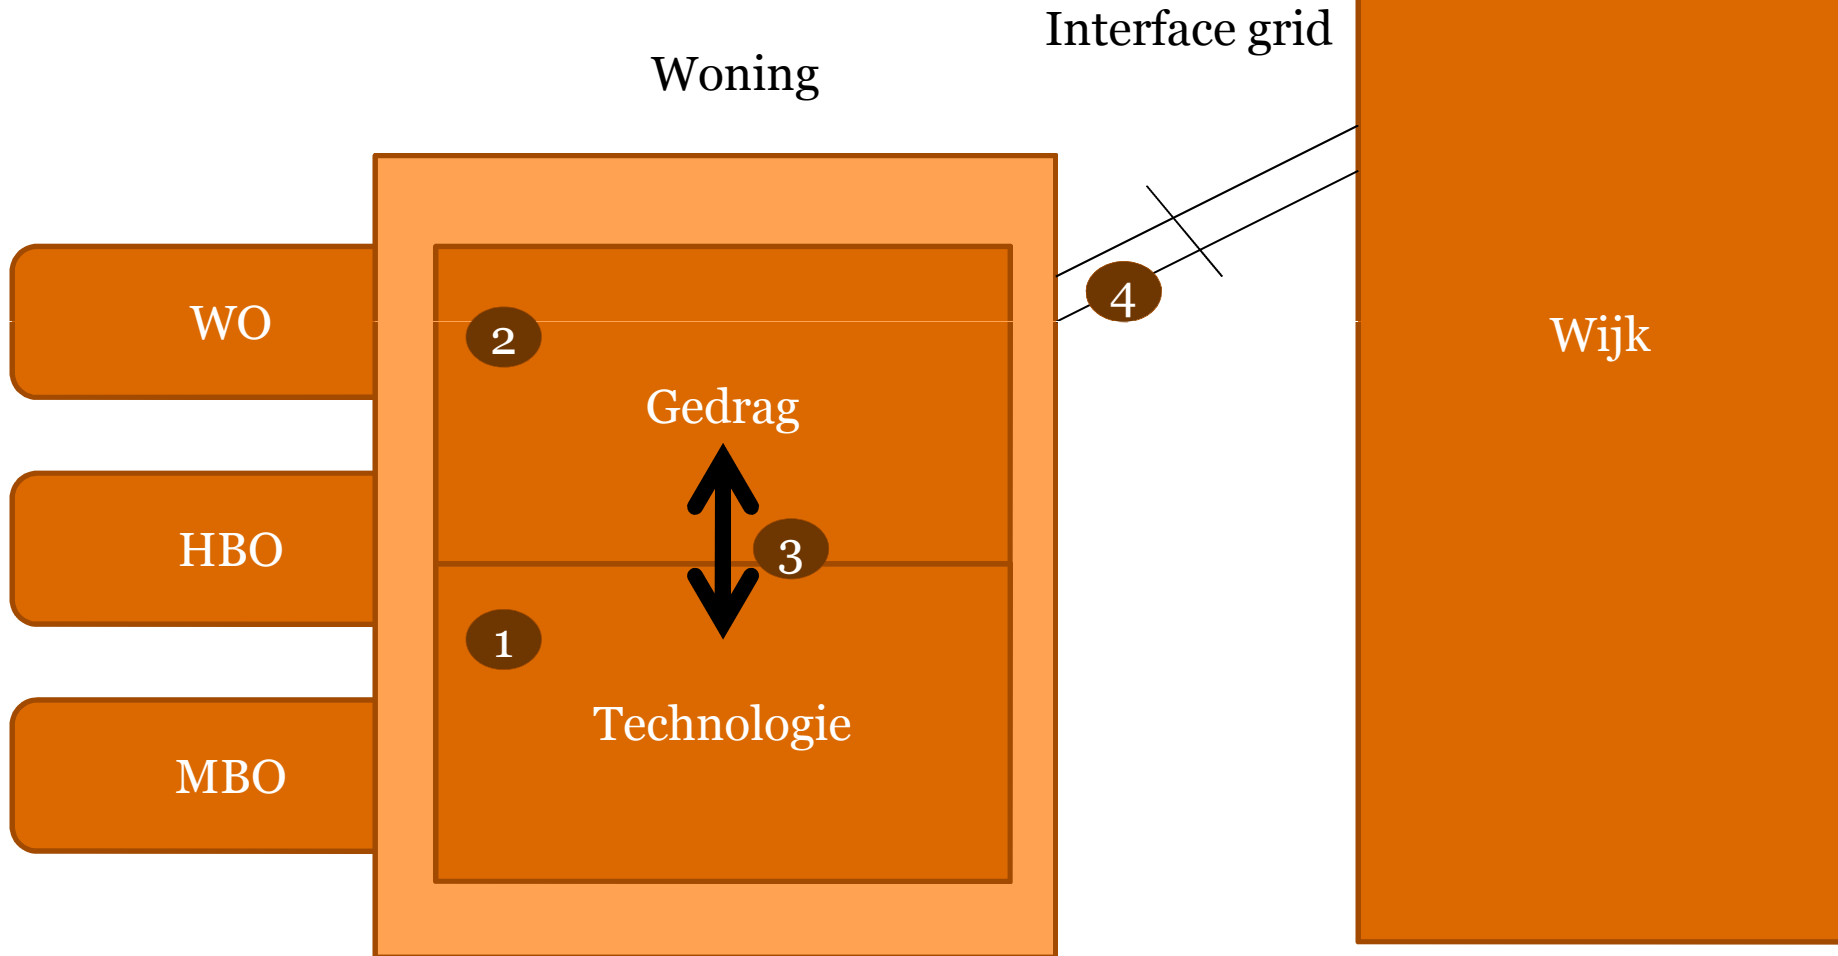 Interface grid
Woning
WO
2
4
Wijk
Gedrag
HBO
3
1
Technologie
MBO